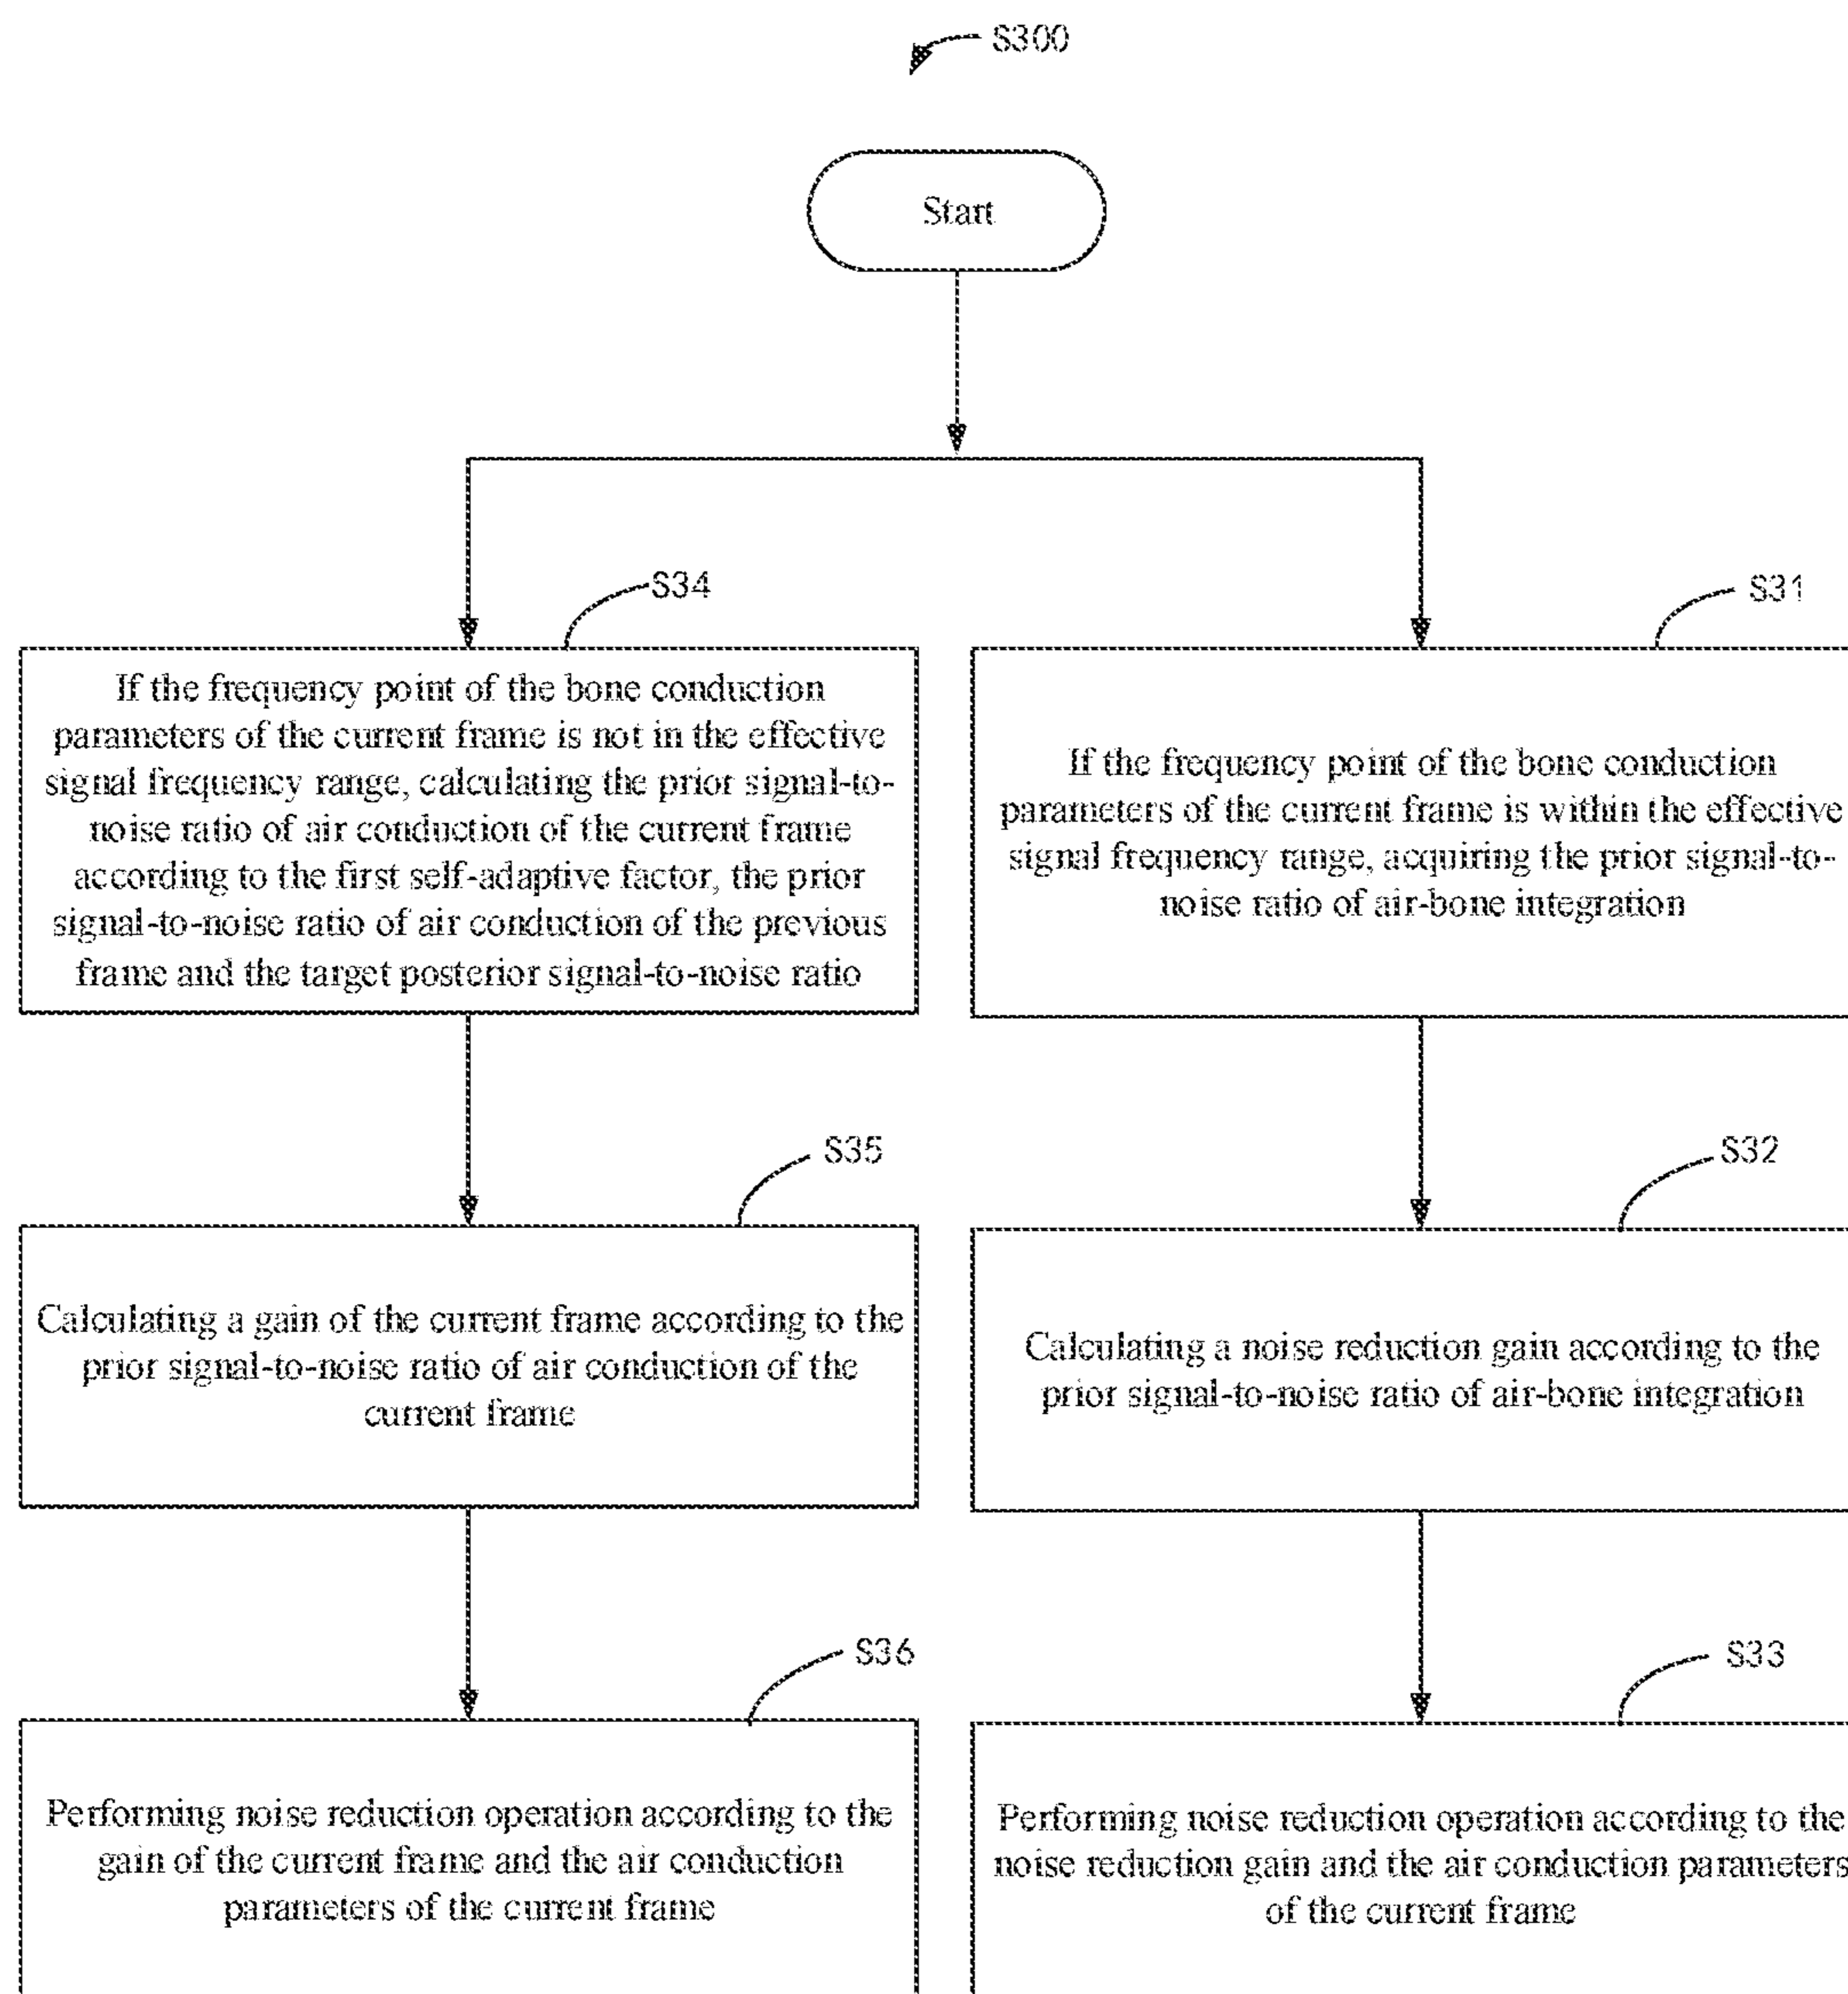 S300
Start
S34
If the frequency point of the bone conduction
parameters of the current frame is not in the effective
signal frequency range, calculating the prior signal-to-
noise ratio of air conduction of the current frame
according to the first self-adaptive factor, the prior
signal-to-noise ratio of air conduction of the previous
frame and the target posterior signal-to-noise ratio
S31
If the frequency point of the bone conduction
parameters of the current frame is within the effective
signal frequency range, acquiring the prior signal-to-
noise ratio of air-bone integration
S35
Calculating a gain of the current frame according to the
prior signal-to-noise ratio of air conduction of the
current frame
S32
Calculating a noise reduction gain according to the
prior signal-to-noise ratio of air-bone integration
S36
Performing noise reduction operation according to the
gain of the current frame and the air conduction
parameters of the current frame
S33
Performing noise reduction operation according to the
noise reduction gain and the air conduction parameters
of the current frame